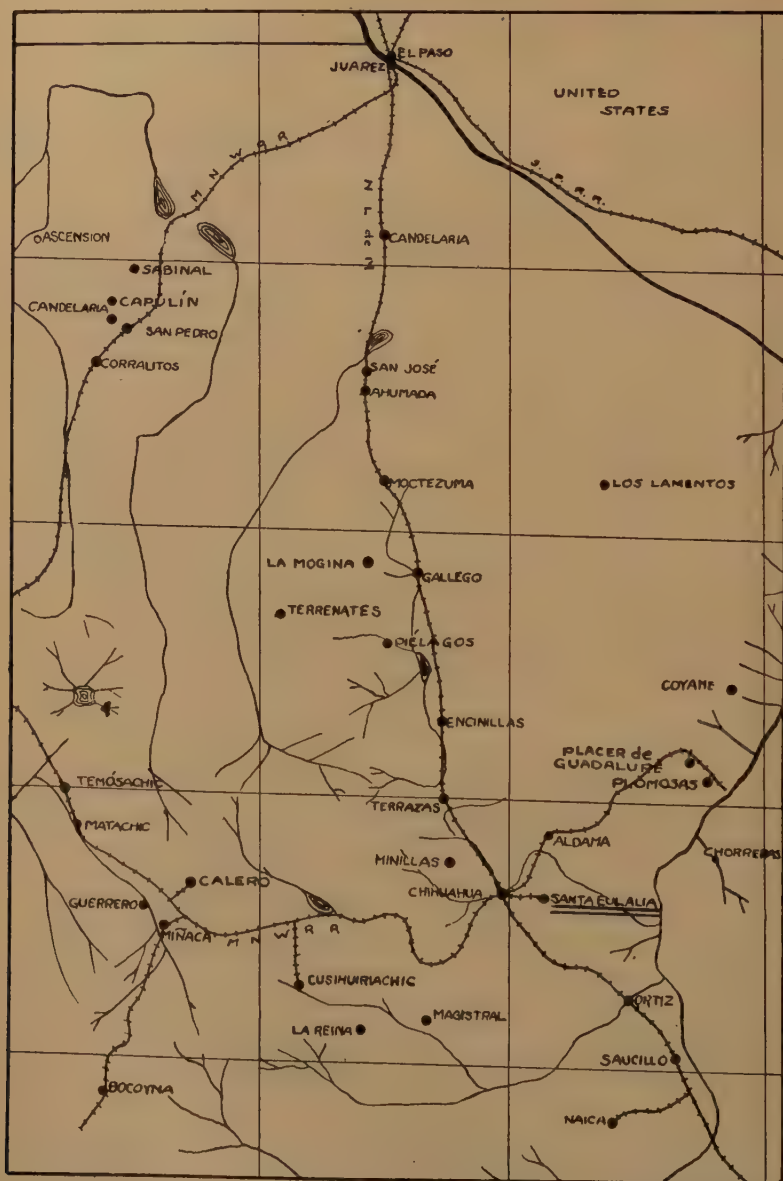 EL PASO
JUAREZ
UNITED
STATES
M N W R R
S. P. R. R.
ASCENSION
CANDELARIA
SABINAL
CAPULÍN
CANDELARIA
SAN PEDRO
CORRALITOS
SAN JOSÉ
AHUMADA
MOCTEZUMA
LOS LAMENTOS
LA MOGINA
GALLEGO
TERRENATES
PIÉLAGOS
COYAME
ENCINILLAS
PLACER de
GUADALUPE
PLOMOSAS
TEMÓSACHIC
TERRAZAS
MATACHIC
ALDAMA
MINILLAS
CHORRERAS
CALERO
CHIHUAHUA
SANTA EULALIA
GUERRERO
MIÑACA
M N W R R
CUSIHUIRIACHIC
ORTIZ
MAGISTRAL
LA REINA
SAUCILLO
BOCOYNA
NAICA